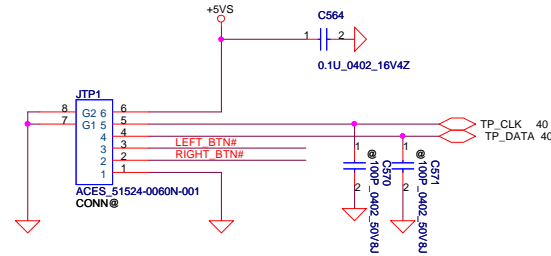 +5VS
C564
1 2
0.1U_0402_16V4Z
JTP1
8 G2 6 6
7 G1 5 5
4 4
3 3 LEFT_BTN#
2 2 RIGHT_BTN#
1 1
ACES_51524-0060N-001
CONN@
TP_CLK 40
TP_DATA 40
1
2
@
100P_0402_50V8J
C570
1
2
@
100P_0402_50V8J
C571